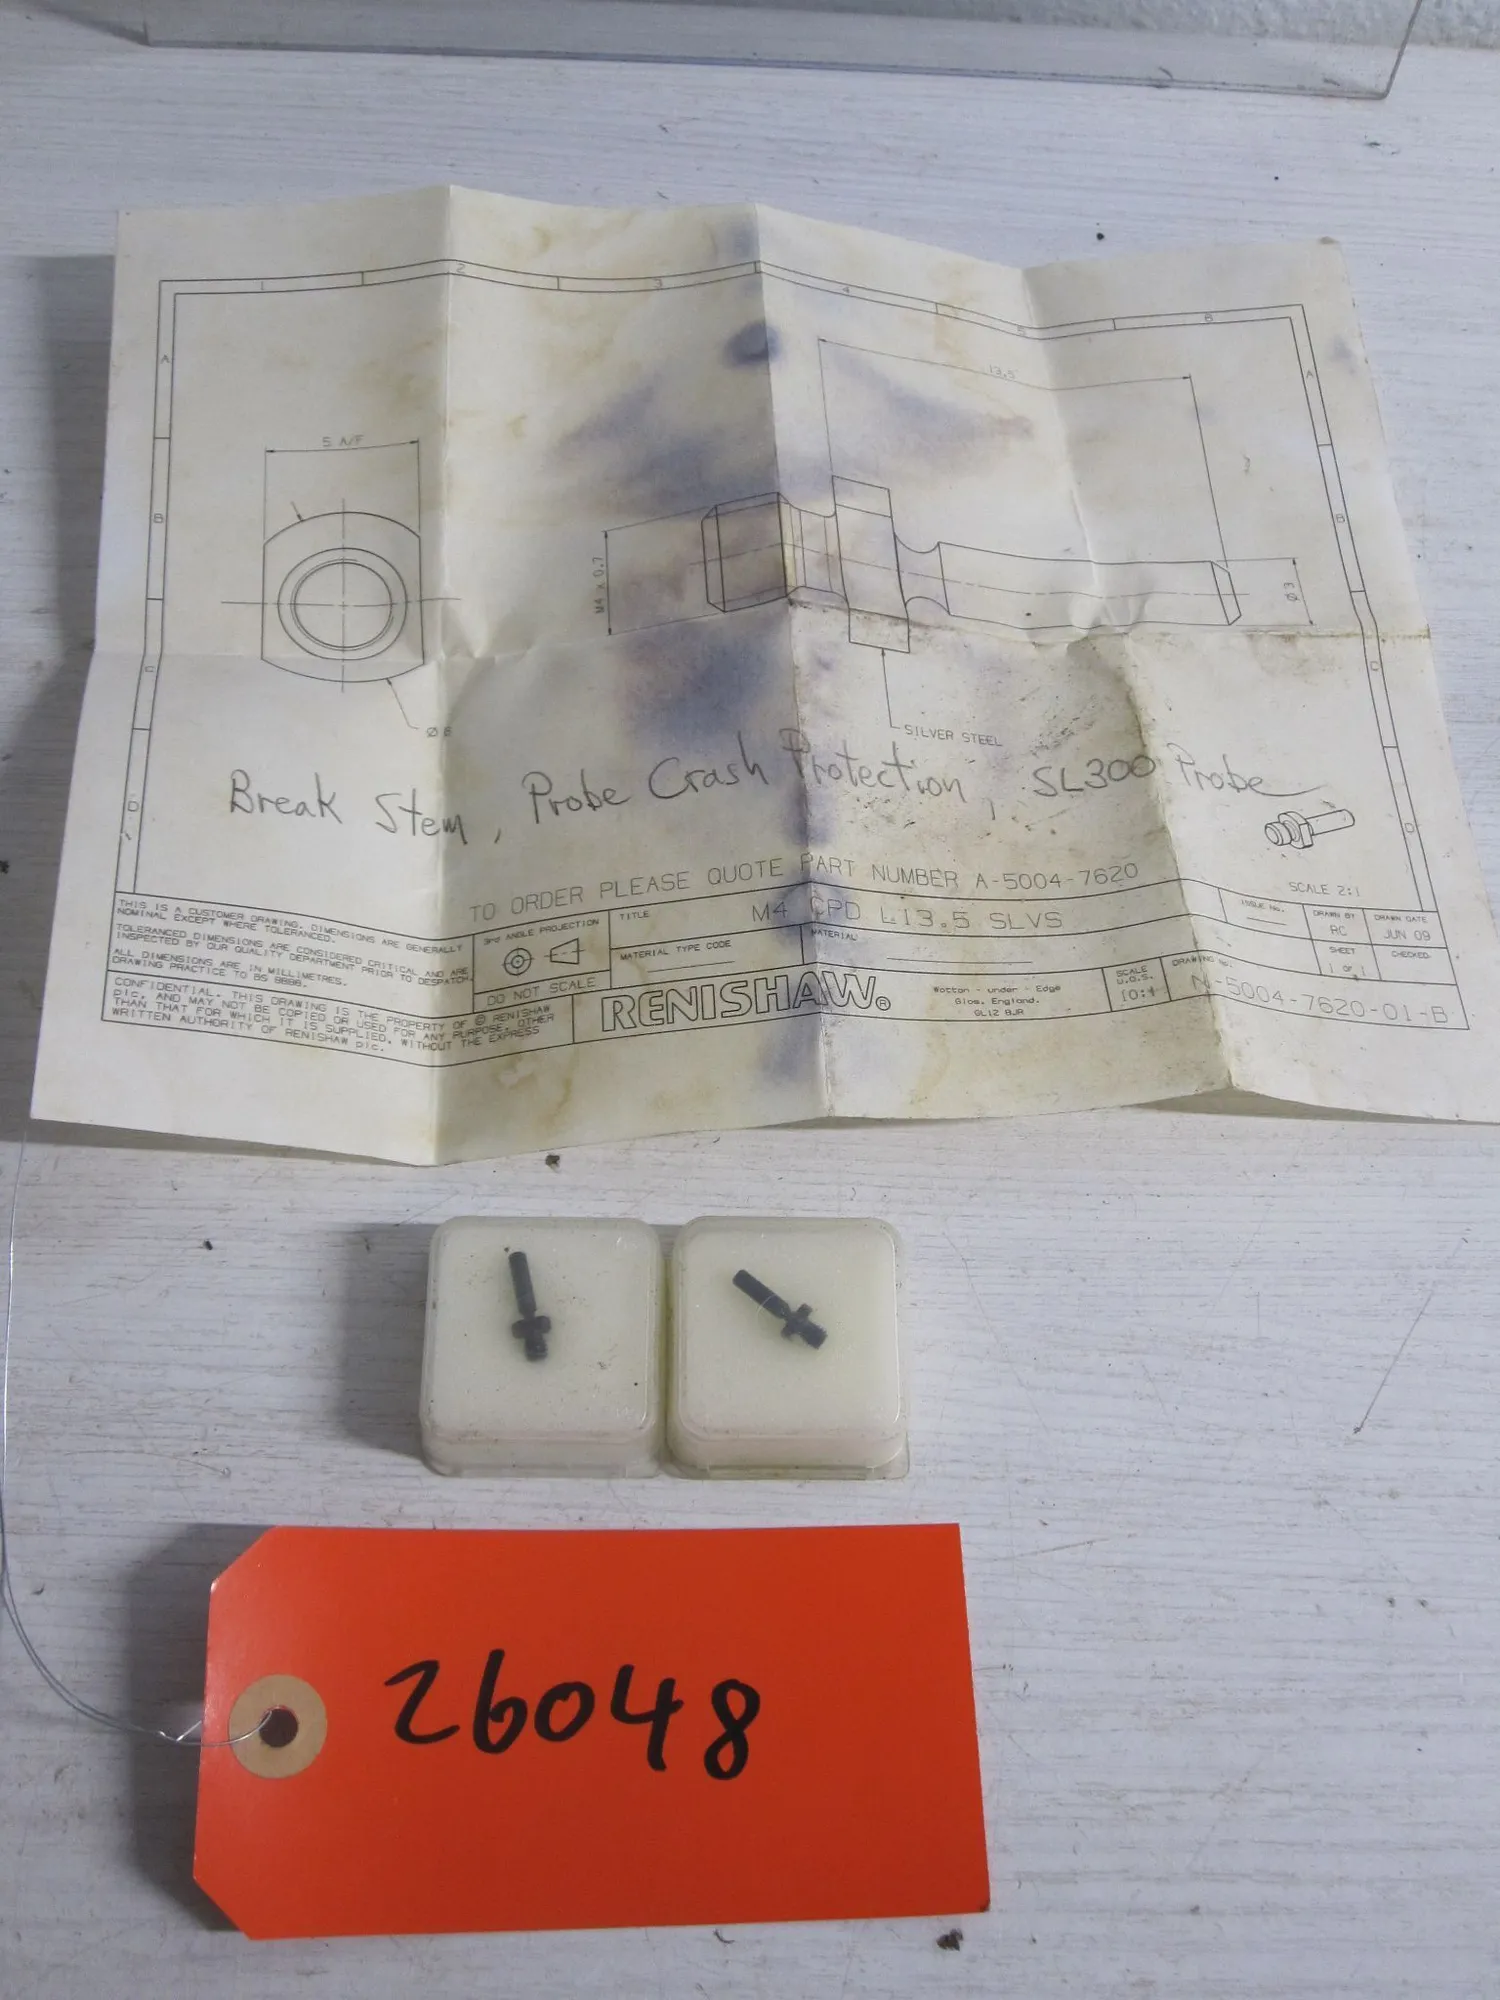 1 2 3 4 5 6
A A
13.5
5 A/F
B B
M4 x 0.7
Ø3
C C
Ø6
SILVER STEEL
Break Stem, Probe Crash Protection, SL300 Probe
D D
SCALE 2:1
TO ORDER PLEASE QUOTE PART NUMBER A-5004-7620
THIS IS A CUSTOMER DRAWING. DIMENSIONS ARE GENERALLY
NOMINAL EXCEPT WHERE TOLERANCED.
TOLERANCED DIMENSIONS ARE CONSIDERED CRITICAL AND ARE
INSPECTED BY OUR QUALITY DEPARTMENT PRIOR TO DESPATCH.
ALL DIMENSIONS ARE IN MILLIMETRES.
DRAWING PRACTICE TO BS 8888.
CONFIDENTIAL. THIS DRAWING IS THE PROPERTY OF © RENISHAW
plc. AND MAY NOT BE COPIED OR USED FOR ANY PURPOSE, OTHER
THAN THAT FOR WHICH IT IS SUPPLIED, WITHOUT THE EXPRESS
WRITTEN AUTHORITY OF RENISHAW plc.
3RD ANGLE PROJECTION
DO NOT SCALE
TITLE
M4 CPD L13.5 SLVS
MATERIAL TYPE CODE
MATERIAL
ISSUE No.
DRAWN BY
RC
DRAWN DATE
JUN 09
SHEET
1 OF 1
CHECKED
RENISHAW®
Wotton - under - Edge
Glos. England.
GL12 8JR
SCALE
U.O.S.
10:1
DRAWING No.
N-5004-7620-01-B
26048